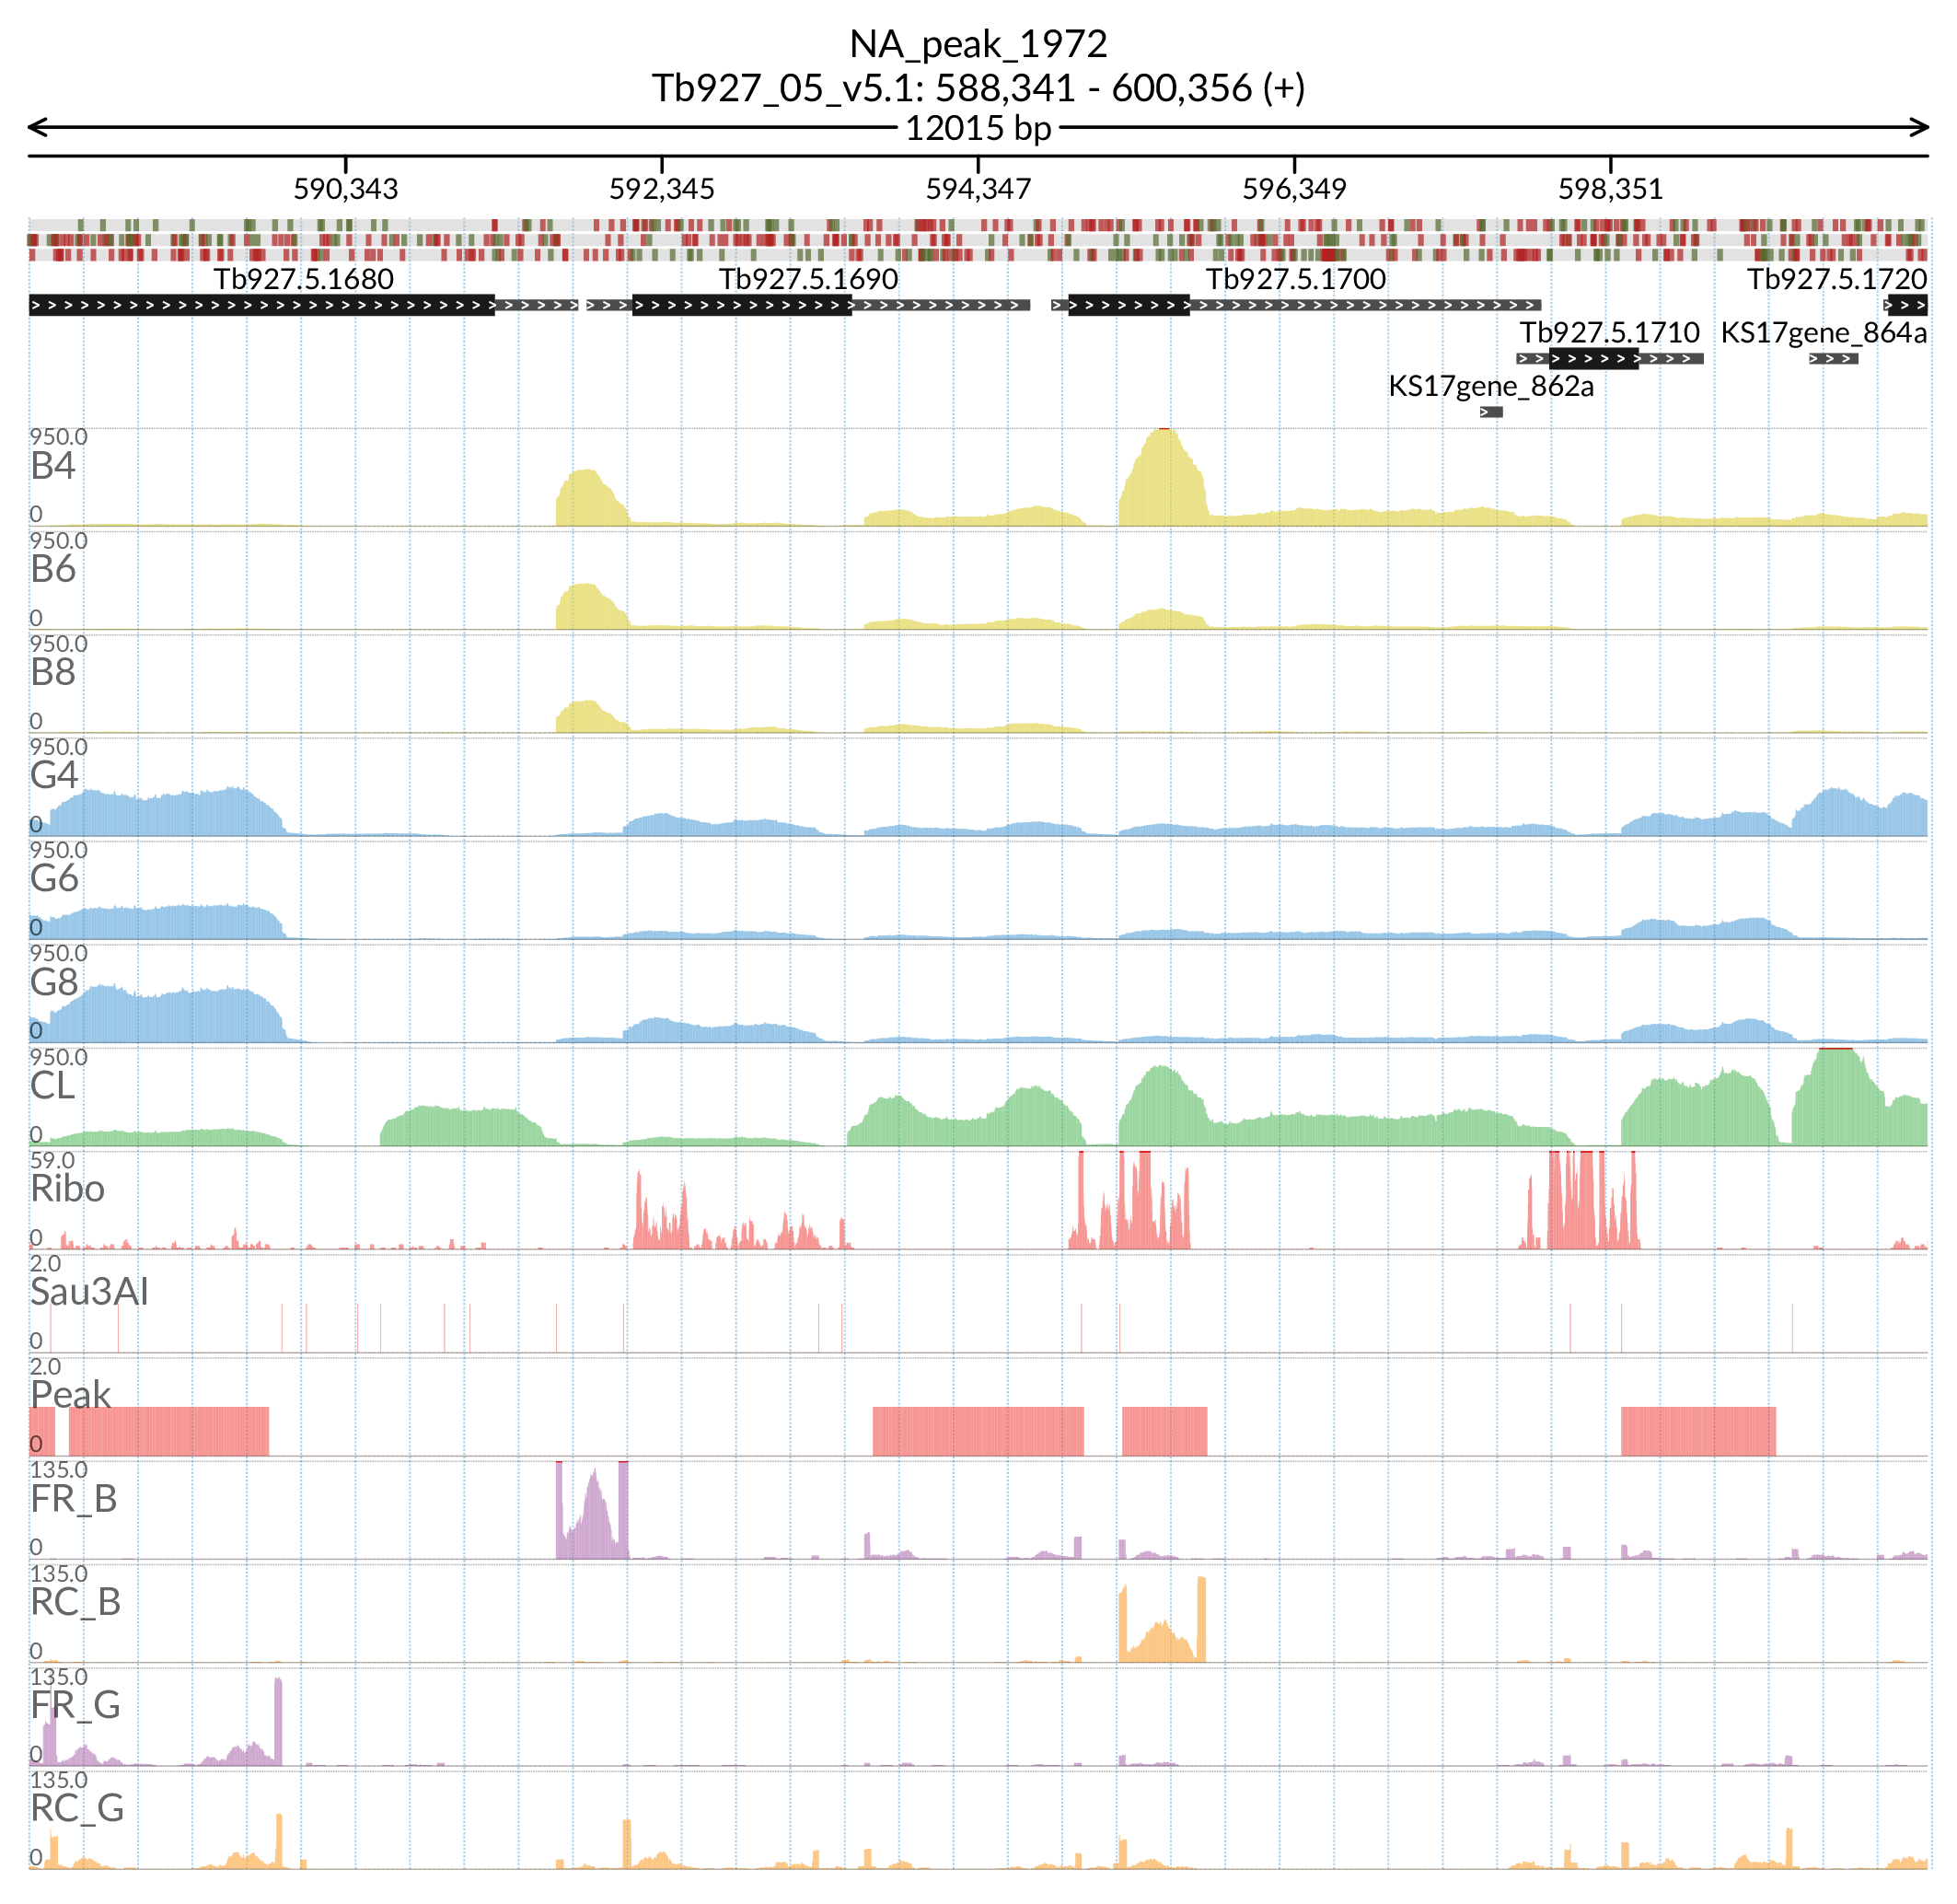 NA_peak_1972
Tb927_05_v5.1: 588,341 - 600,356 (+)
12015 bp
590,343 592,345 594,347 596,349 598,351
Tb927.5.1680 Tb927.5.1690 Tb927.5.1700 Tb927.5.1720
Tb927.5.1710 KS17gene_864a
KS17gene_862a
950.0
B4
0
950.0
B6
0
950.0
B8
0
950.0
G4
0
950.0
G6
0
950.0
G8
0
950.0
CL
0
59.0
Ribo
0
2.0
Sau3AI
0
2.0
Peak
0
135.0
FR_B
0
135.0
RC_B
0
135.0
FR_G
0
135.0
RC_G
0